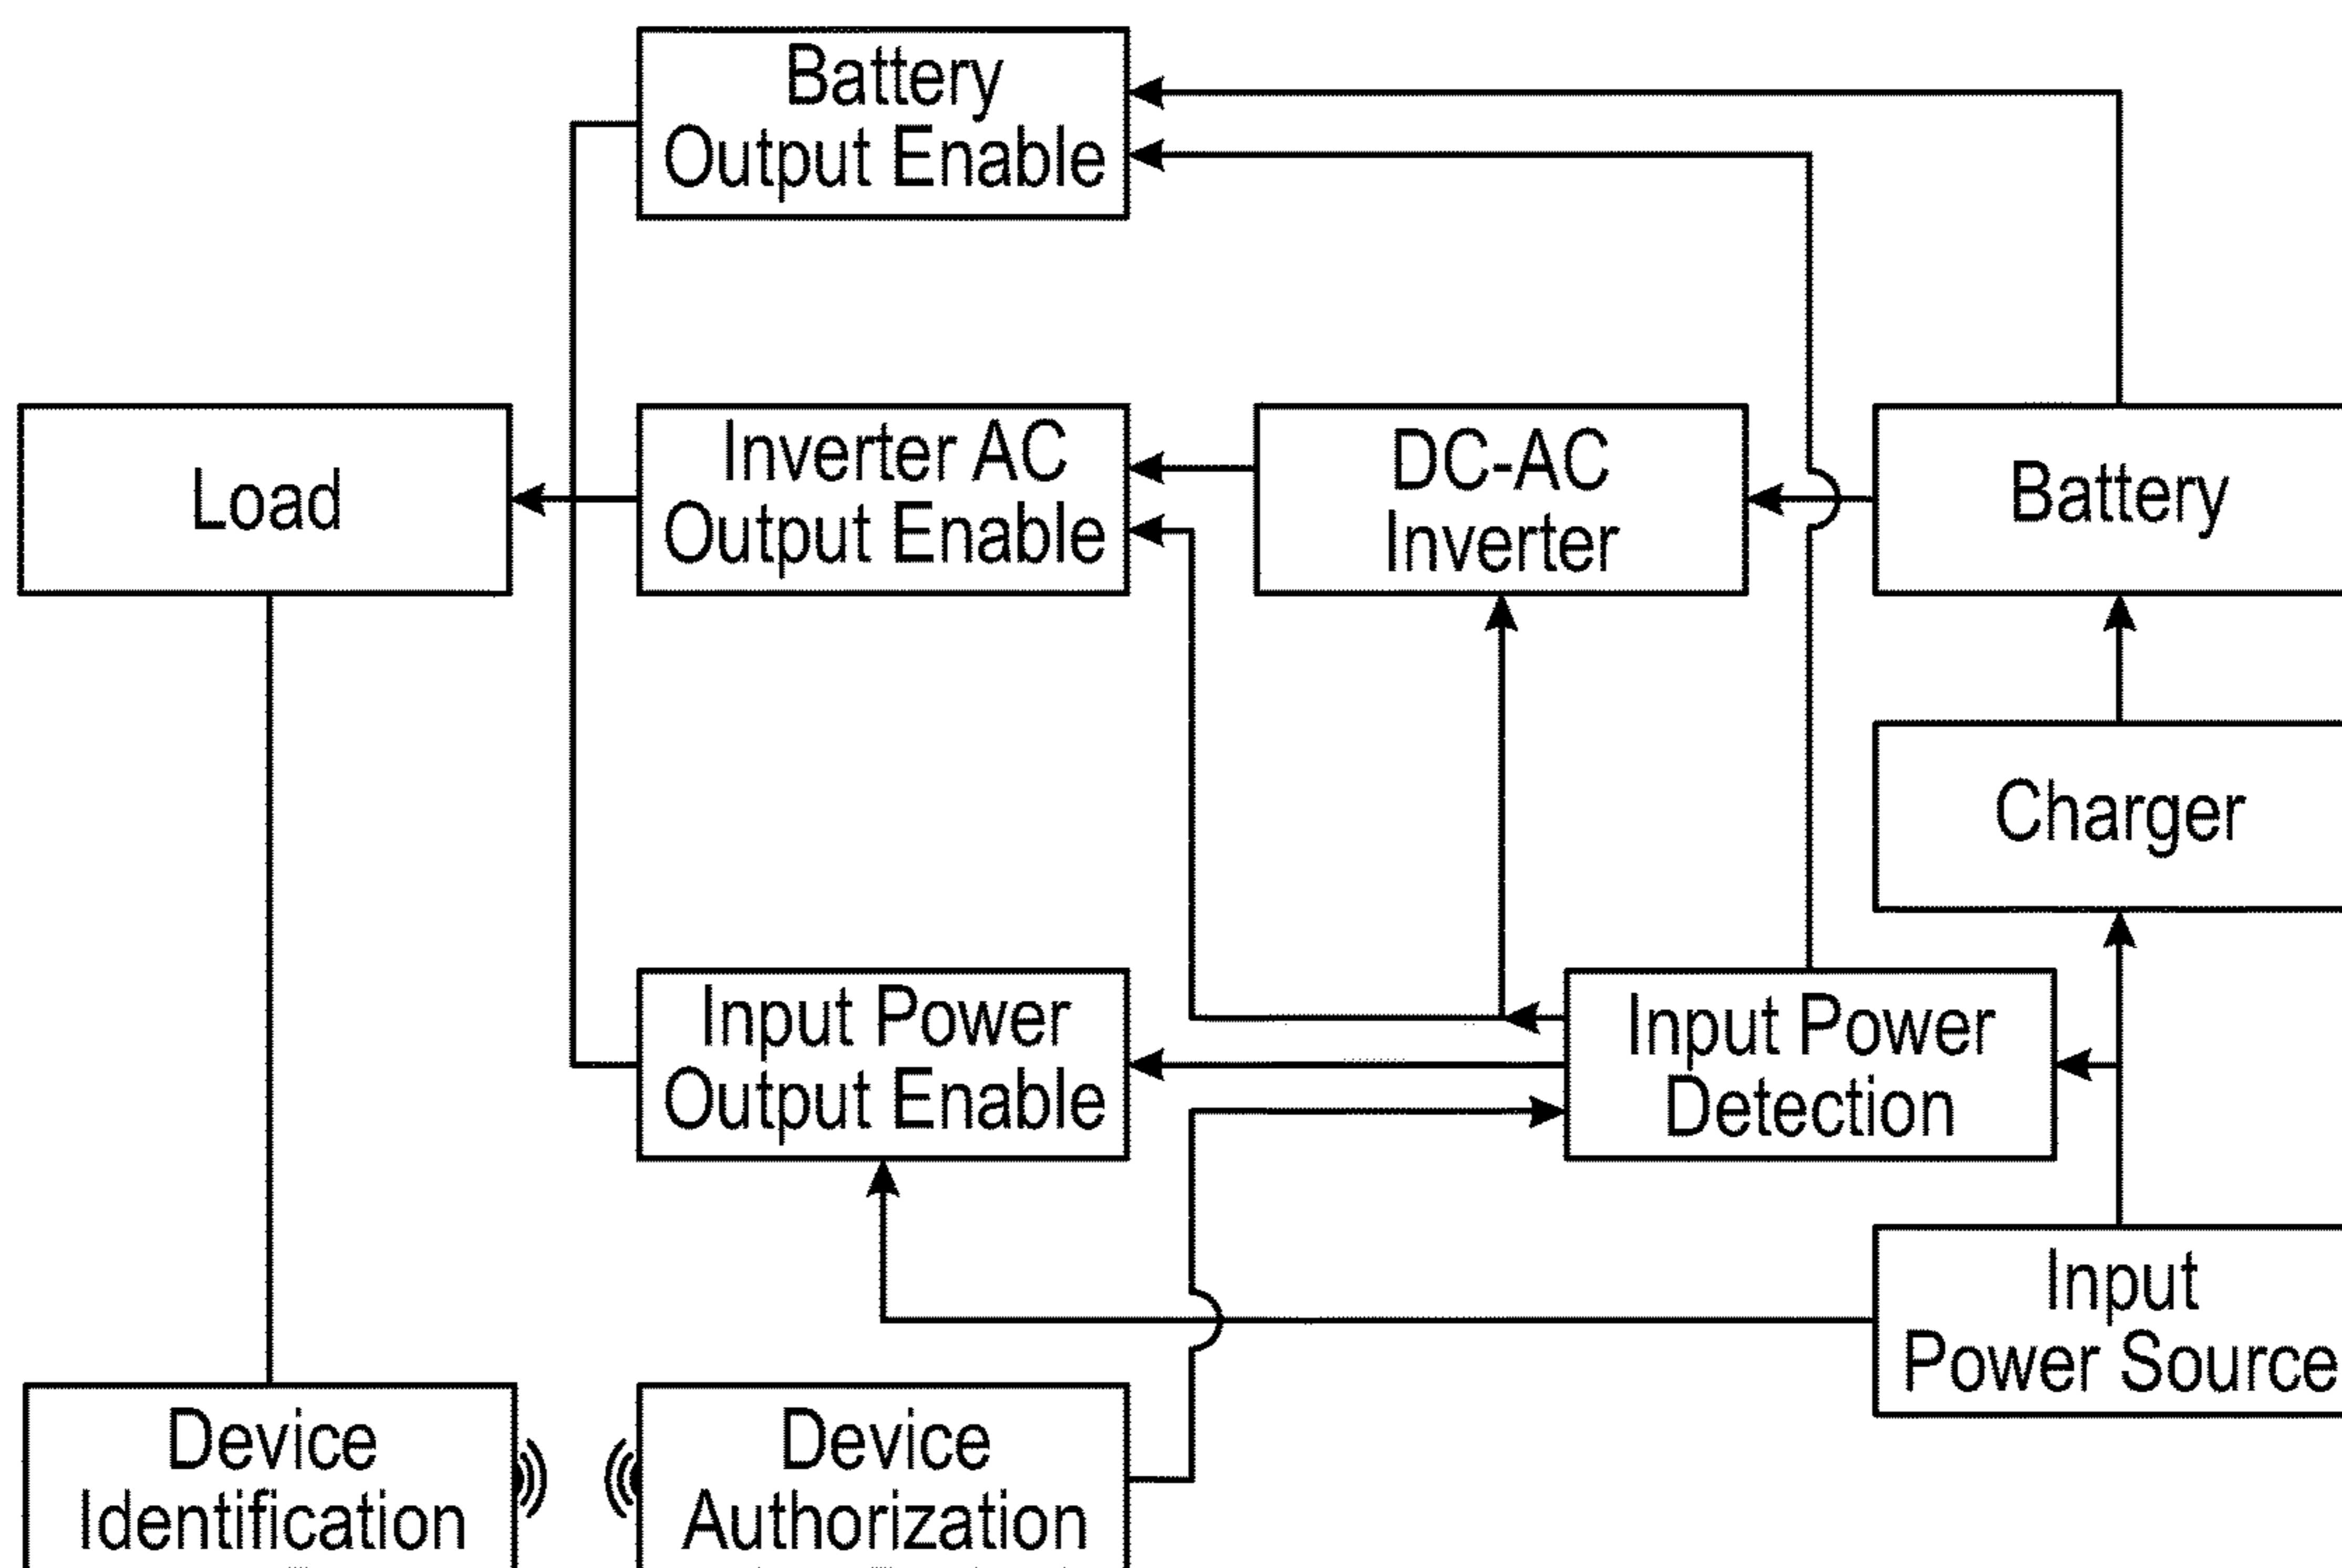 Battery
Output Enable
Load
Inverter AC
Output Enable
DC-AC
Inverter
Battery
Charger
Input Power
Output Enable
Input Power
Detection
Input
Power Source
Device
Identification
Device
Authorization